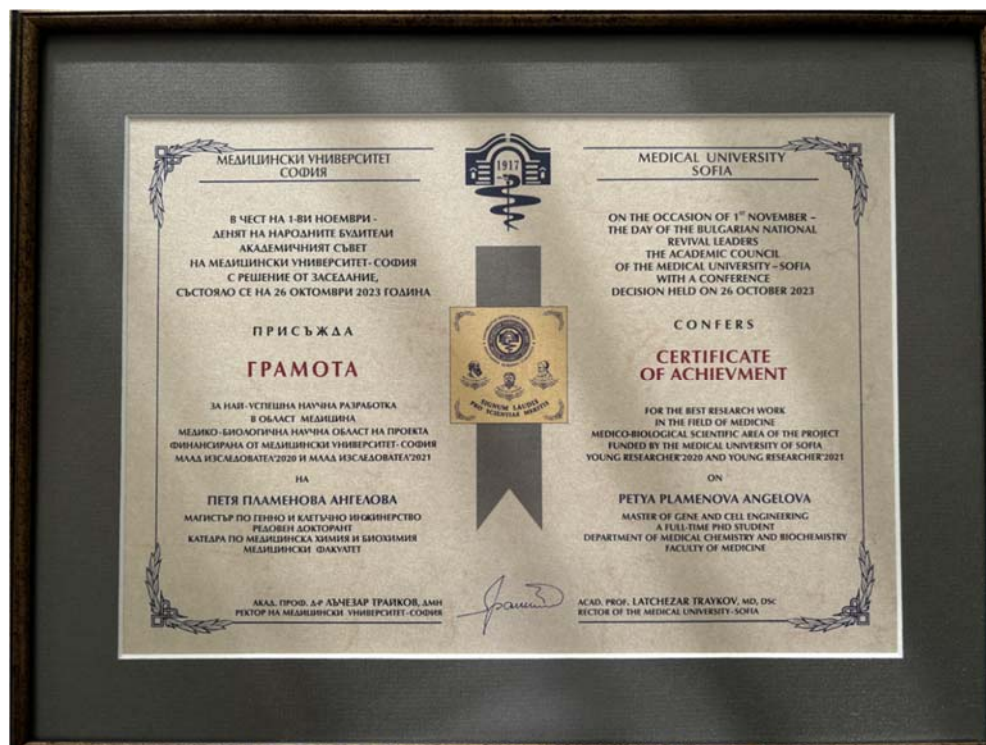 МЕДИЦИНСКИ УНИВЕРСИТЕТ
СОФИЯ
В ЧЕСТ НА 1-ВИ НОЕМВРИ -
ДЕНЯТ НА НАРОДНИТЕ БУДИТЕЛИ
АКАДЕМИЧНИЯТ СЪВЕТ
НА МЕДИЦИНСКИ УНИВЕРСИТЕТ- СОФИЯ
С РЕШЕНИЕ ОТ ЗАСЕДАНИЕ,
СЪСТОЯЛО СЕ НА 26 ОКТОМВРИ 2023 ГОДИНА
ПРИСЪЖДА
ГРАМОТА
ЗА НАЙ-УСПЕШНА НАУЧНА РАЗРАБОТКА
В ОБЛАСТ МЕДИЦИНА
МЕДИКО-БИОЛОГИЧНА НАУЧНА ОБЛАСТ НА ПРОЕКТА
ФИНАНСИРАНА ОТ МЕДИЦИНСКИ УНИВЕРСИТЕТ- СОФИЯ
МЛАД ИЗСЛЕДОВАТЕЛ'2020 И МЛАД ИЗСЛЕДОВАТЕЛ'2021
НА
ПЕТЯ ПЛАМЕНОВА АНГЕЛОВА
МАГИСТЪР ПО ГЕННО И КЛЕТЪЧНО ИНЖИНЕРСТВО
РЕДОВЕН ДОКТОРАНТ
КАТЕДРА ПО МЕДИЦИНСКА ХИМИЯ И БИОХИМИЯ
МЕДИЦИНСКИ ФАКУЛТЕТ
АКАД. ПРОФ. Д-Р ЛЪЧЕЗАР ТРАЙКОВ, ДМН
РЕКТОР НА МЕДИЦИНСКИ УНИВЕРСИТЕТ-СОФИЯ
1917
SIGNUM LAUDIS
PRO SCIENTIAE MERITIS
MEDICAL UNIVERSITY
SOFIA
ON THE OCCASION OF 1ST NOVEMBER –
THE DAY OF THE BULGARIAN NATIONAL
REVIVAL LEADERS
THE ACADEMIC COUNCIL
OF THE MEDICAL UNIVERSITY – SOFIA
WITH A CONFERENCE
DECISION HELD ON 26 OCTOBER 2023
CONFERS
CERTIFICATE
OF ACHIEVMENT
FOR THE BEST RESEARCH WORK
IN THE FIELD OF MEDICINE
MEDICO-BIOLOGICAL SCIENTIFIC AREA OF THE PROJECT
FUNDED BY THE MEDICAL UNIVERSITY OF SOFIA
YOUNG RESEARCHER'2020 AND YOUNG RESEARCHER'2021
ON
PETYA PLAMENOVA ANGELOVA
MASTER OF GENE AND CELL ENGINEERING
A FULL-TIME PHD STUDENT
DEPARTMENT OF MEDICAL CHEMISTRY AND BIOCHEMISTRY
FACULTY OF MEDICINE
ACAD. PROF. LATCHEZAR TRAYKOV, MD, DSC
RECTOR OF THE MEDICAL UNIVERSITY-SOFIA